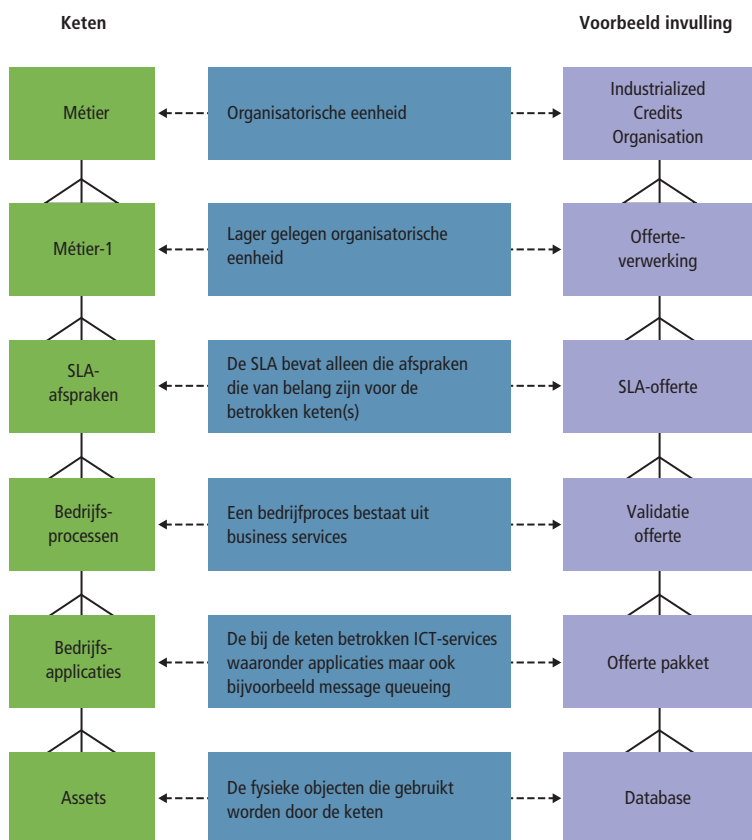 Keten
Voorbeeld invulling
Métier
Organisatorische eenheid
Industrialized
Credits
Organisation
Métier-1
Lager gelegen organisatorische
eenheid
Offerte-
verwerking
SLA-
afspraken
De SLA bevat alleen die afspraken
die van belang zijn voor de
betrokken keten(s)
SLA-offerte
Bedrijfs-
processen
Een bedrijfproces bestaat uit
business services
Validatie
offerte
Bedrijfs-
applicaties
De bij de keten betrokken ICT-services
waaronder applicaties maar ook
bijvoorbeeld message queueing
Offerte pakket
Assets
De fysieke objecten die gebruikt
worden door de keten
Database